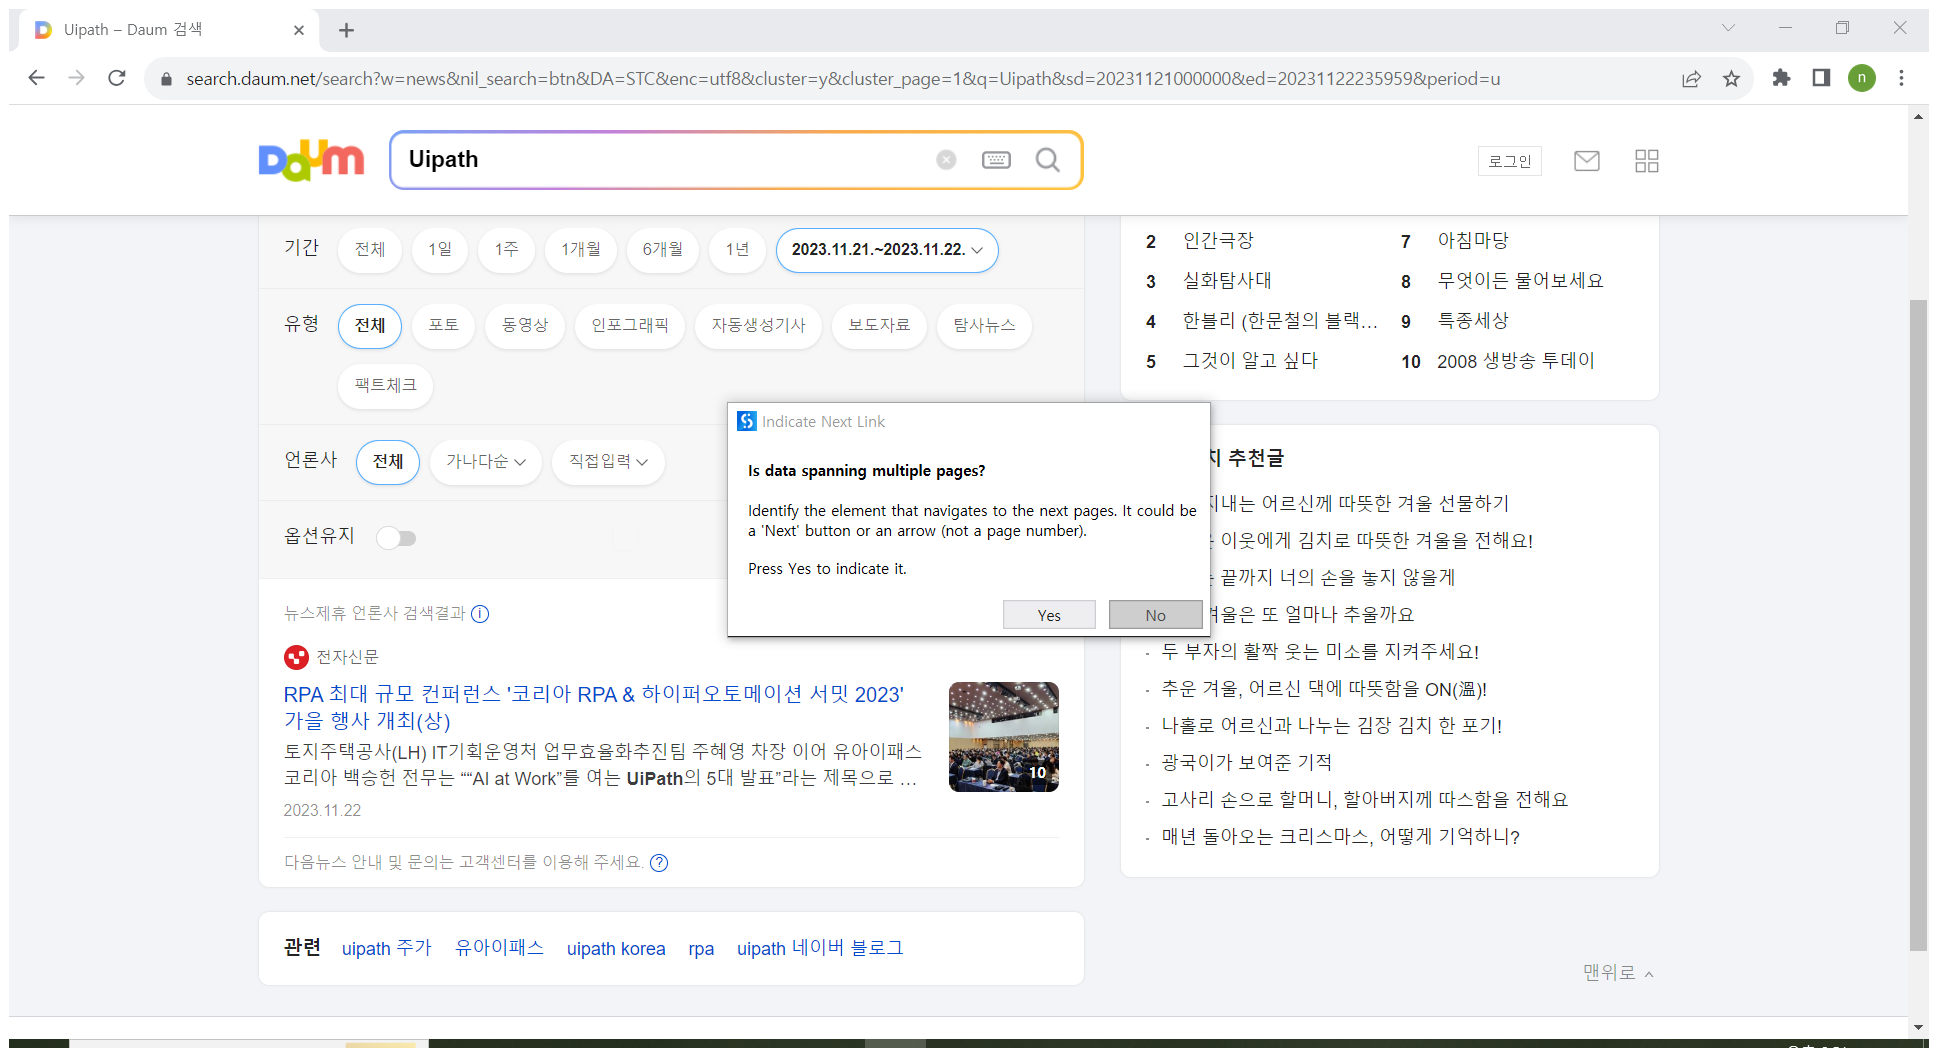 Uipath – Daum 검색
search.daum.net/search?w=news&nil_search=btn&DA=STC&enc=utf8&cluster=y&cluster_page=1&q=Uipath&sd=20231121000000&ed=20231122235959&period=u
n
Daum
Uipath
로그인
기간 전체 1일 1주 1개월 6개월 1년 2023.11.21.~2023.11.22.
유형 전체 포토 동영상 인포그래픽 자동생성기사 보도자료 탐사뉴스
팩트체크
언론사 전체 가나다순 직접입력
옵션유지
Indicate Next Link
Is data spanning multiple pages?
Identify the element that navigates to the next pages. It could be
a 'Next' button or an arrow (not a page number).
Press Yes to indicate it.
Yes No
뉴스제휴 언론사 검색결과
전자신문
RPA 최대 규모 컨퍼런스 '코리아 RPA & 하이퍼오토메이션 서밋 2023'
가을 행사 개최(상)
토지주택공사(LH) IT기획운영처 업무효율화추진팀 주혜영 차장 이어 유아이패스
코리아 백승헌 전무는 ““AI at Work”를 여는 UiPath의 5대 발표”라는 제목으로 ...
10
2023.11.22
다음뉴스 안내 및 문의는 고객센터를 이용해 주세요.
관련 uipath 주가 유아이패스 uipath korea rpa uipath 네이버 블로그
2 인간극장 7 아침마당
3 실화탐사대 8 무엇이든 물어보세요
4 한블리 (한문철의 블랙... 9 특종세상
5 그것이 알고 싶다 10 2008 생방송 투데이
추천글
지내는 어르신께 따뜻한 겨울 선물하기
이웃에게 김치로 따뜻한 겨울을 전해요!
끝까지 너의 손을 놓지 않을게
겨울은 또 얼마나 추울까요
- 두 부자의 활짝 웃는 미소를 지켜주세요!
- 추운 겨울, 어르신 댁에 따뜻함을 ON(溫)!
- 나홀로 어르신과 나누는 김장 김치 한 포기!
- 광국이가 보여준 기적
- 고사리 손으로 할머니, 할아버지께 따스함을 전해요
- 매년 돌아오는 크리스마스, 어떻게 기억하니?
맨위로